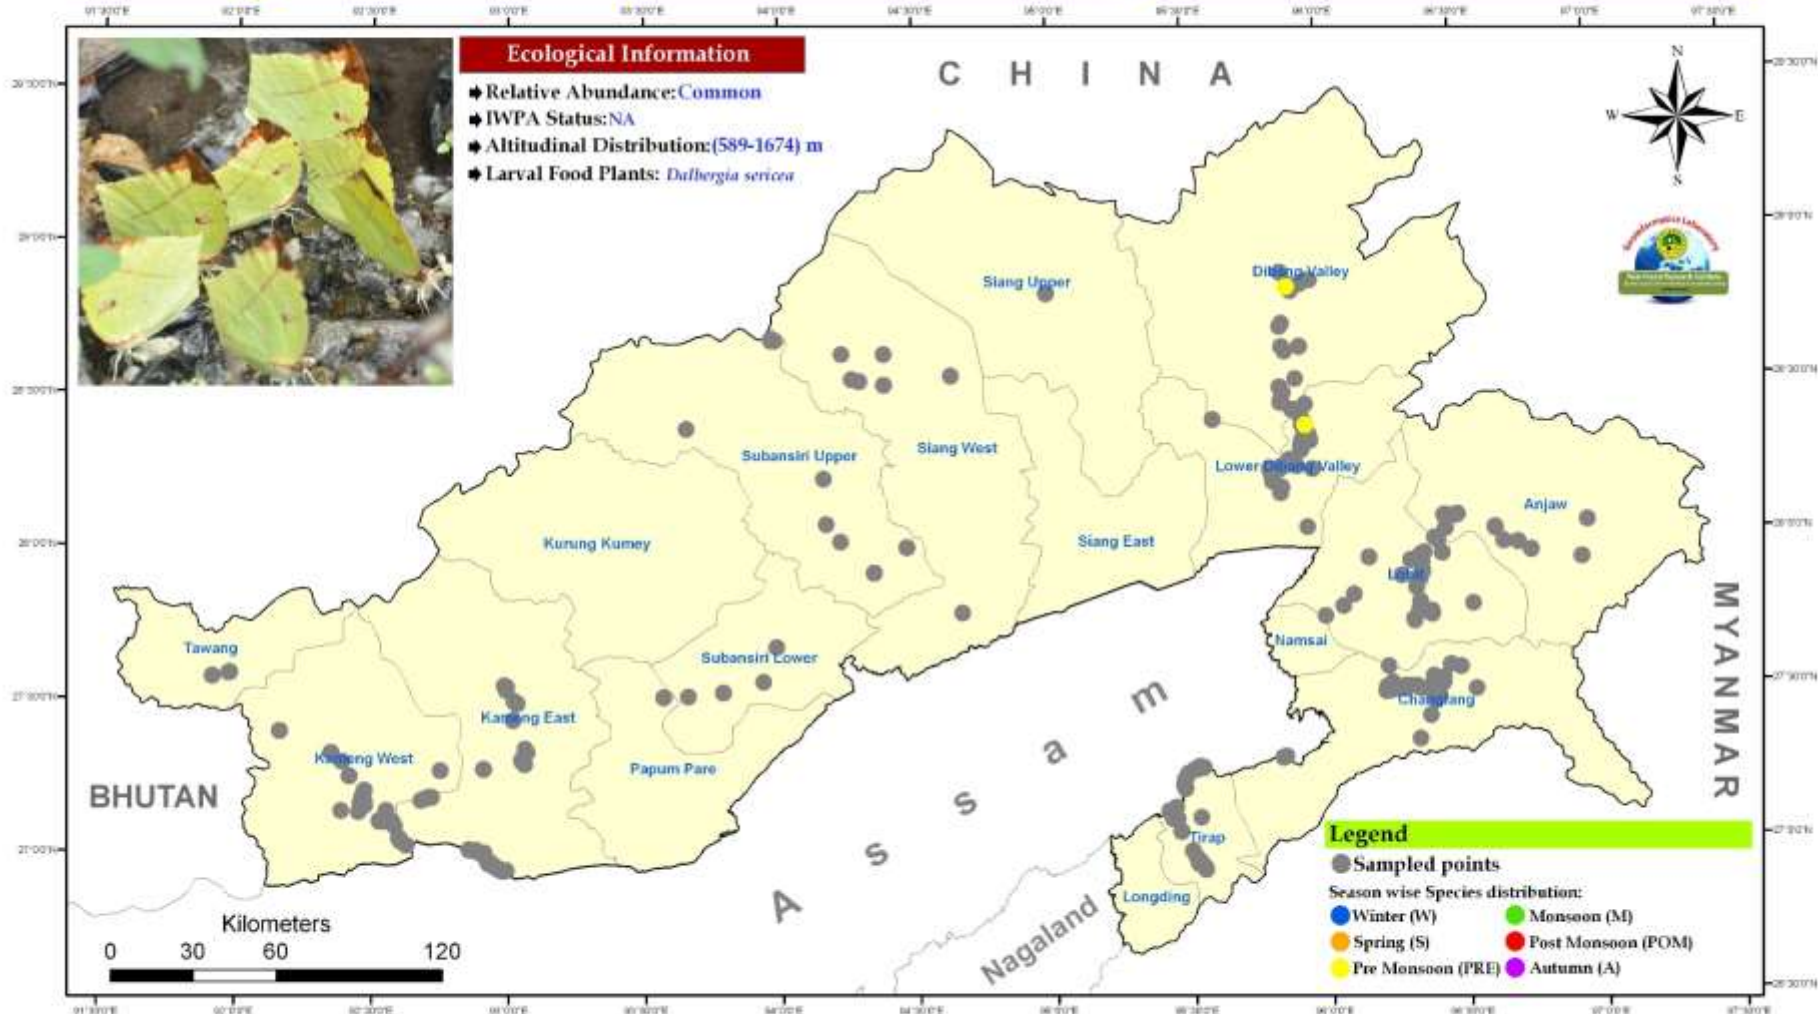 Ecological Information
Relative Abundance:Common
IWPA Status:NA
Altitudinal Distribution:(589-1674) m
Larval Food Plants: Dalbergia sericea
C H I N A
N
W E
S
Siang Upper
Dibang Valley
Subansiri Upper
Siang West
Lower Dibang Valley
Anjaw
Kurung Kumey
Siang East
Lohit
Tawang
Subansiri Lower
Namsai
MYANMAR
Kameng East
Changlang
Kameng West
Papum Pare
BHUTAN
Assam
Tirap
Longding
Nagaland
Kilometers
0 30 60 120
Legend
Sampled points
Season wise Species distribution:
Winter (W) Monsoon (M)
Spring (S) Post Monsoon (POM)
Pre Monsoon (PRE) Autumn (A)